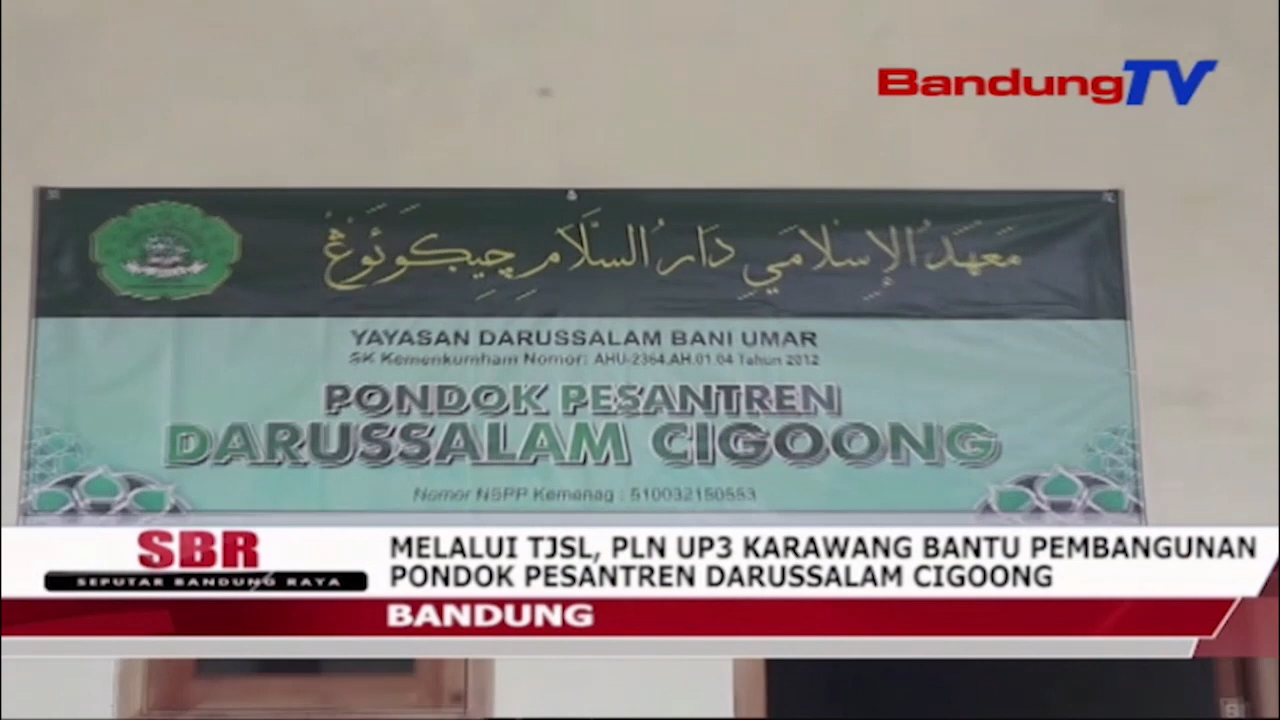 BandungTV
معهد الإسلامي دار السلام چيكوئوڠ
YAYASAN DARUSSALAM BANI UMAR
SK Kemenkumham Nomor: AHU-2364.AH.01.04 Tahun 2012
PONDOK PESANTREN
DARUSSALAM CIGOONG
Nomor NSPP Kemenag : 510032150553
SBR
SEPUTAR BANDUNG RAYA
MELALUI TJSL, PLN UP3 KARAWANG BANTU PEMBANGUNAN
PONDOK PESANTREN DARUSSALAM CIGOONG
BANDUNG